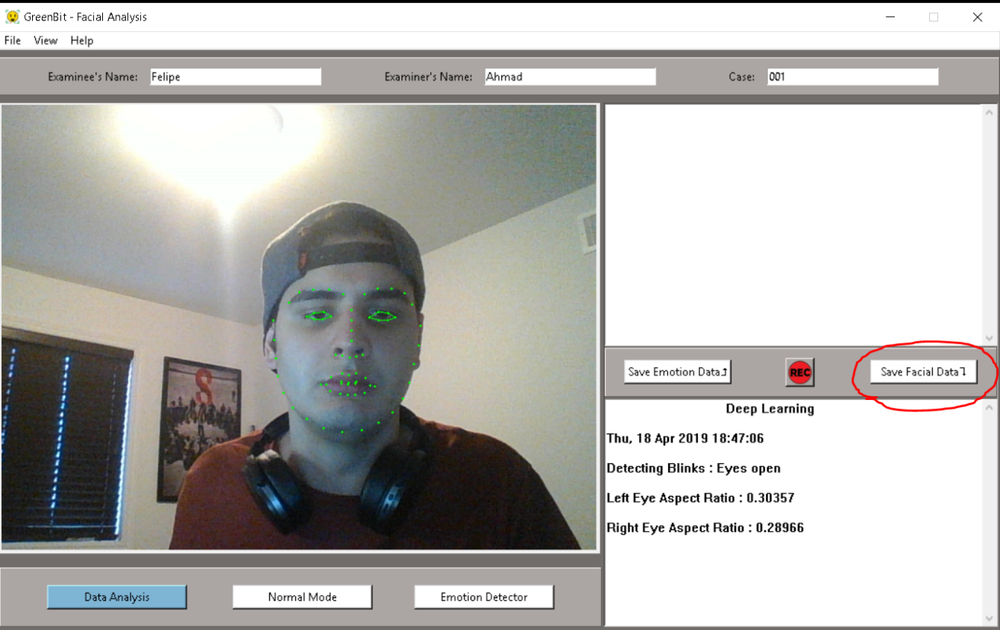 GreenBit - Facial Analysis
File View Help
Examinee's Name: Felipe Examiner's Name: Ahmad Case: 001
Save Emotion Data↥ REC Save Facial Data↴
Deep Learning
Thu, 18 Apr 2019 18:47:06
Detecting Blinks : Eyes open
Left Eye Aspect Ratio : 0.30357
Right Eye Aspect Ratio : 0.28966
S
Data Analysis Normal Mode Emotion Detector